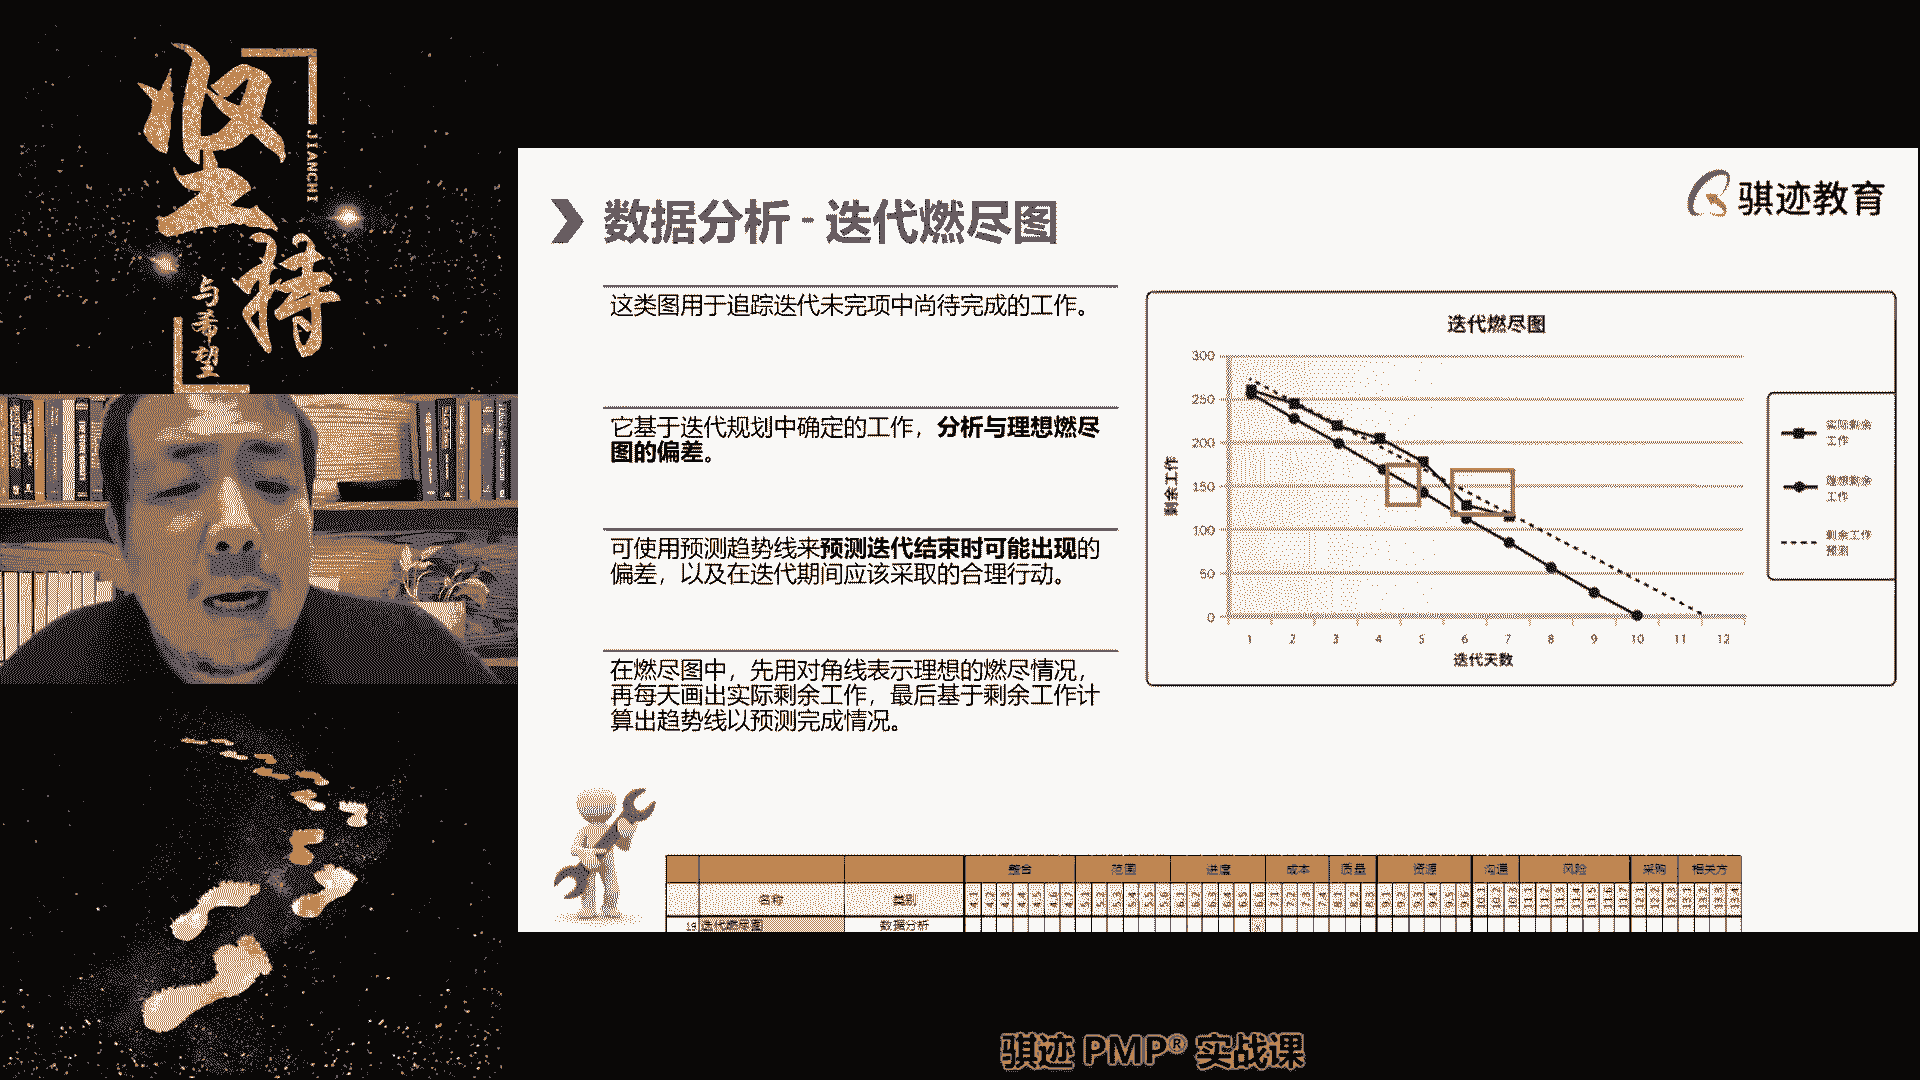 坚持
JIANCHI
与希望
骐迹教育
数据分析 - 迭代燃尽图
这类图用于追踪迭代未完项中尚待完成的工作。
它基于迭代规划中确定的工作，分析与理想燃尽
图的偏差。
可使用预测趋势线来预测迭代结束时可能出现的
偏差，以及在迭代期间应该采取的合理行动。
在燃尽图中，先用对角线表示理想的燃尽情况，
再每天画出实际剩余工作，最后基于剩余工作计
算出趋势线以预测完成情况。
迭代燃尽图
300
250
200
150
100
50
0
剩余工作
1 2 3 4 5 6 7 8 9 10 11 12
迭代天数
实际剩余
工作
理想剩余
工作
剩余工作
预测
整合 范围 进度 成本 质量 资源 沟通 风险 采购 相关方
名称 类别
迭代燃尽图 数据分析
骐迹 PMP® 实战课